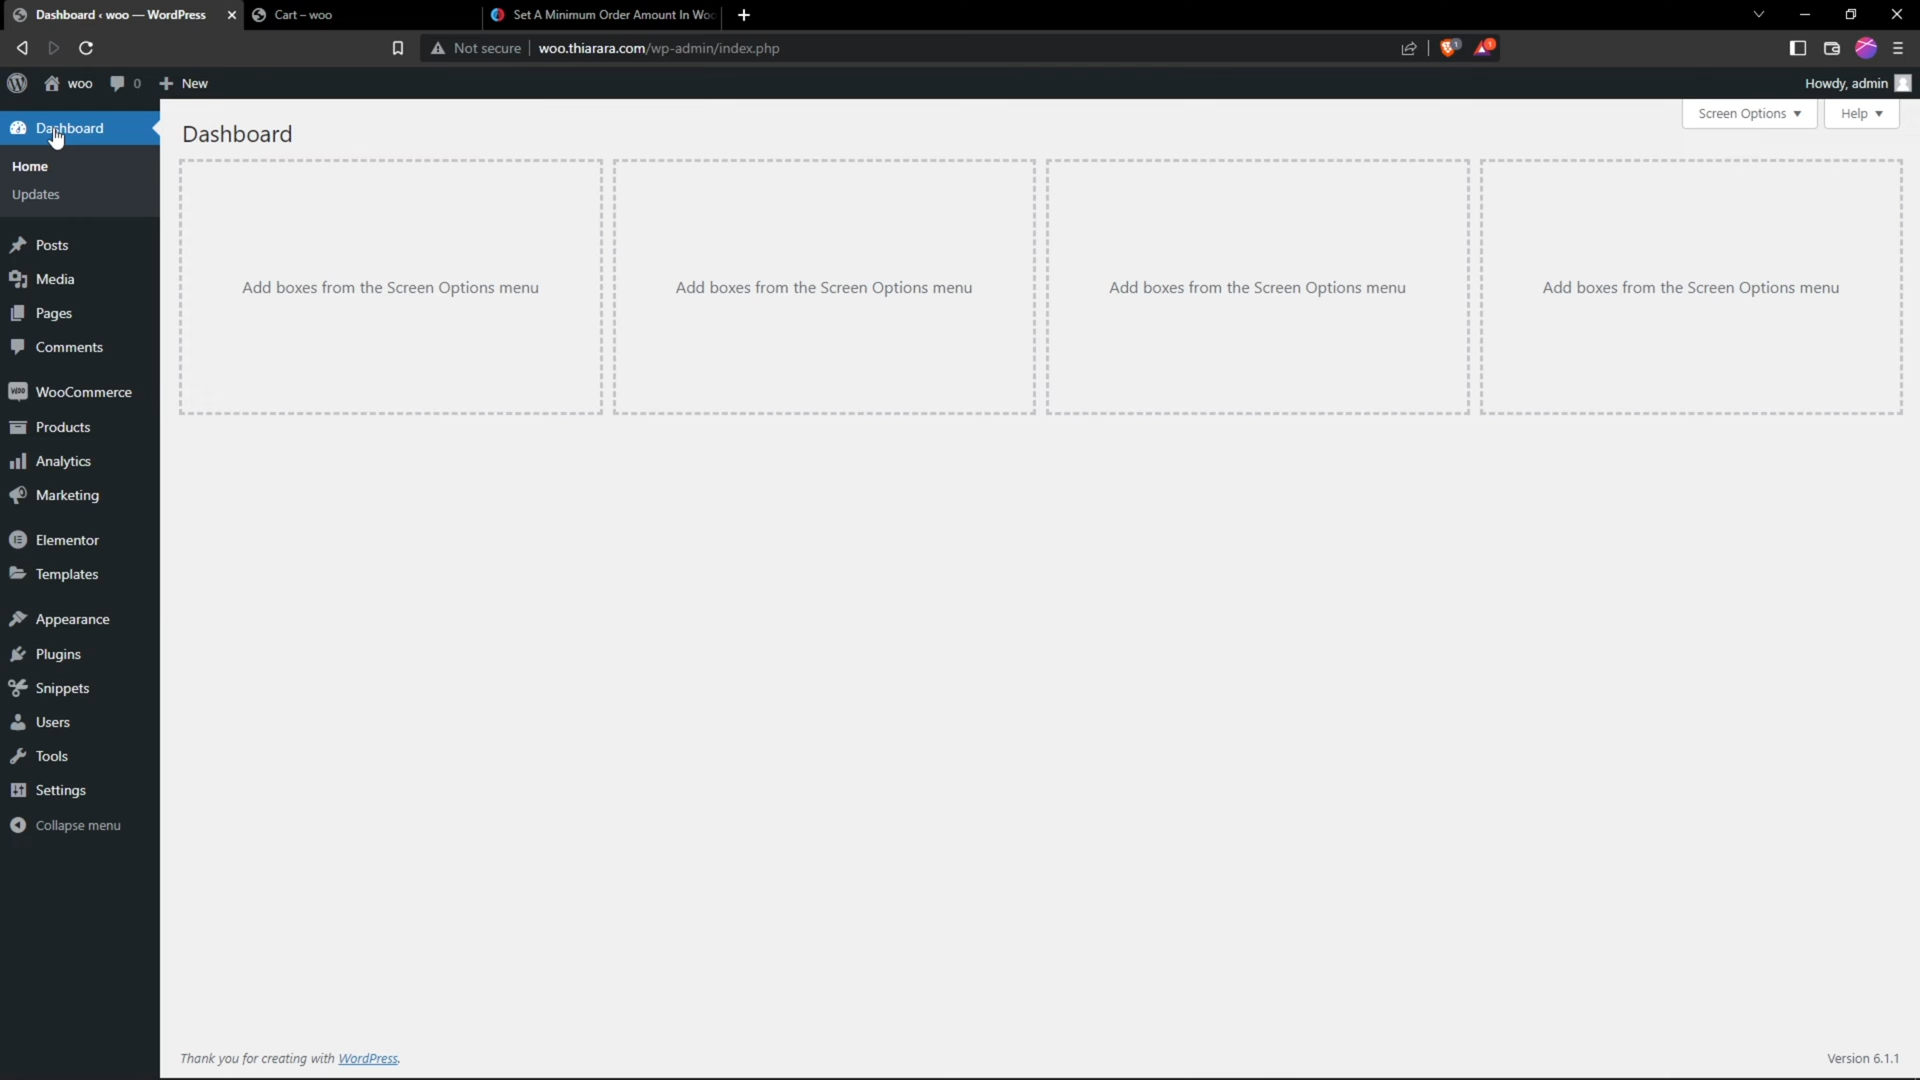 Dashboard ‹ woo — WordPress
Cart – woo
Set A Minimum Order Amount In Woo
Not secure
woo.thiarara.com/wp-admin/index.php
1
1
woo
0
New
Howdy, admin
Screen Options
Help
Dashboard
Home
Updates
Posts
Media
Pages
Comments
WooCommerce
Products
Analytics
Marketing
Elementor
Templates
Appearance
Plugins
Snippets
Users
Tools
Settings
Collapse menu
Dashboard
Add boxes from the Screen Options menu
Add boxes from the Screen Options menu
Add boxes from the Screen Options menu
Add boxes from the Screen Options menu
Thank you for creating with WordPress.
Version 6.1.1